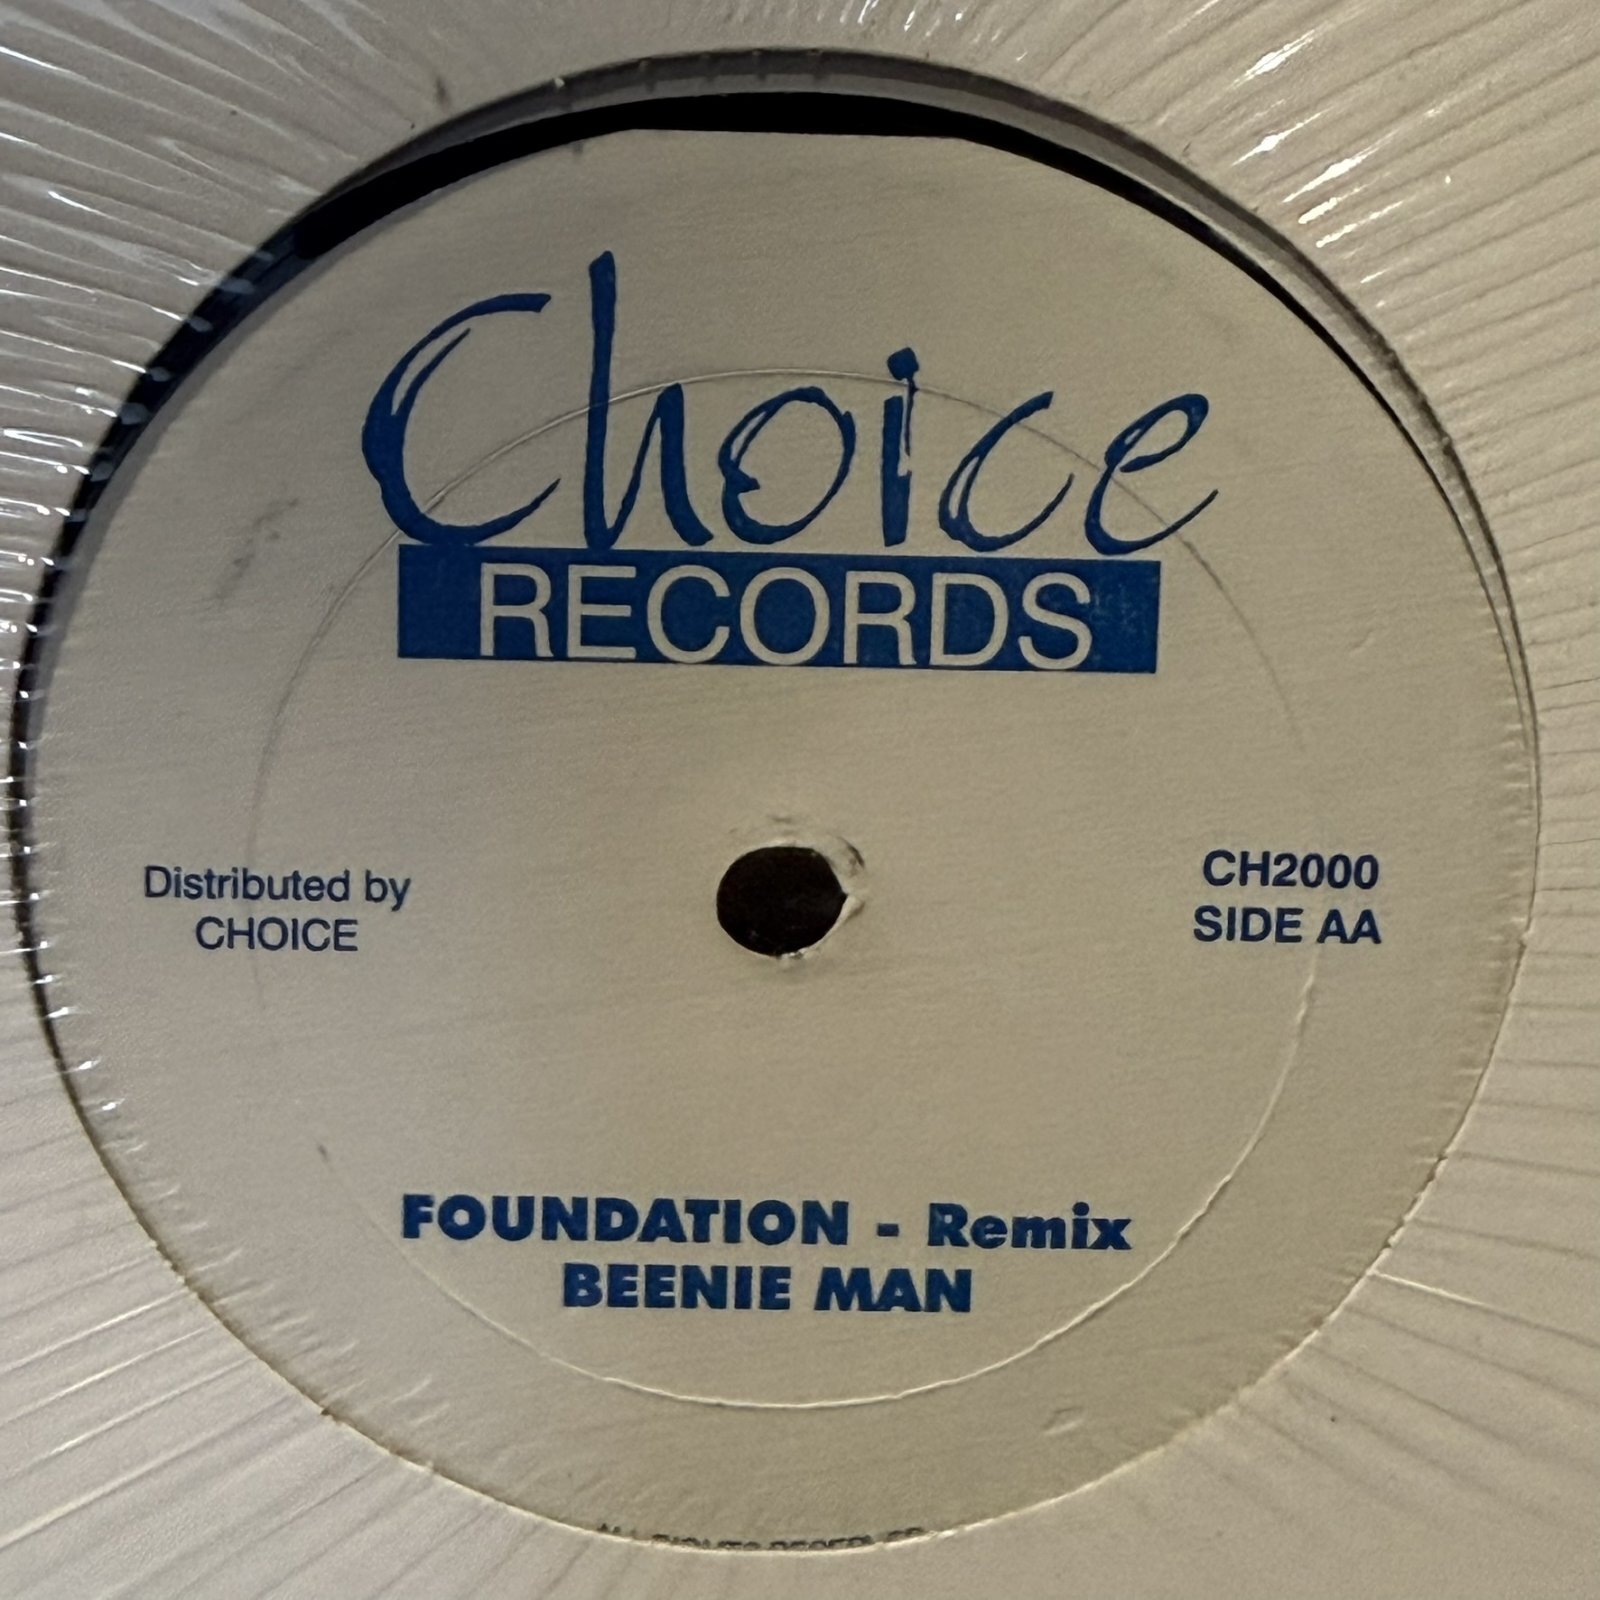 Choice
RECORDS
Distributed by
CHOICE
CH2000
SIDE AA
FOUNDATION - Remix
BEENIE MAN